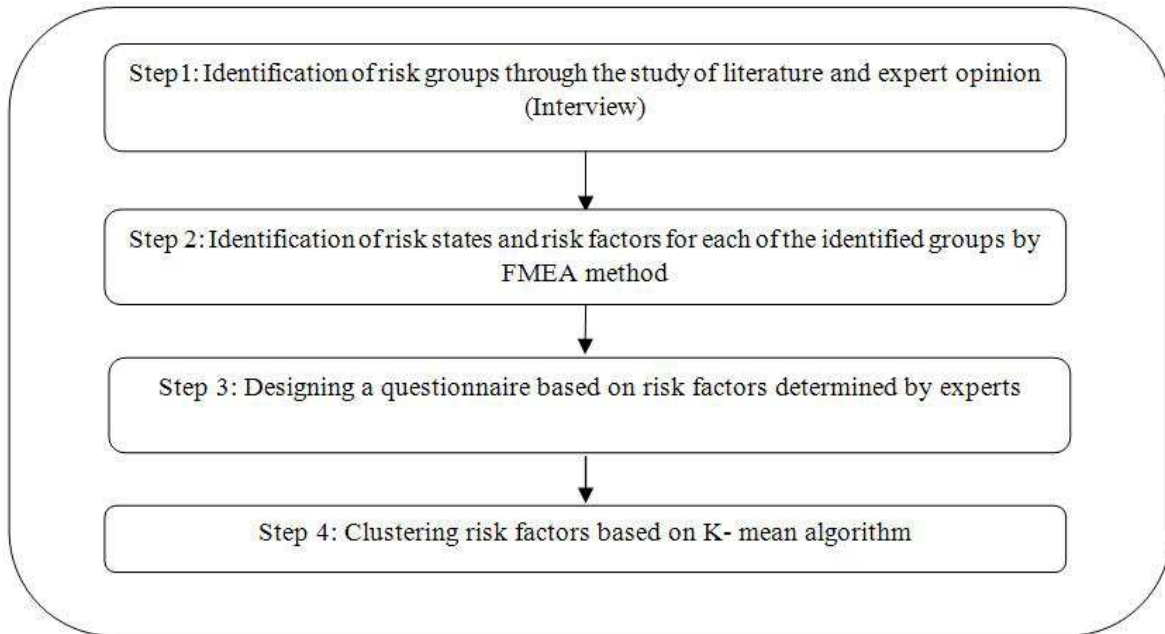 Step1: Identification of risk groups through the study of literature and expert opinion
(Interview)
Step 2: Identification of risk states and risk factors for each of the identified groups by
FMEA method
Step 3: Designing a questionnaire based on risk factors determined by experts
Step 4: Clustering risk factors based on K- mean algorithm